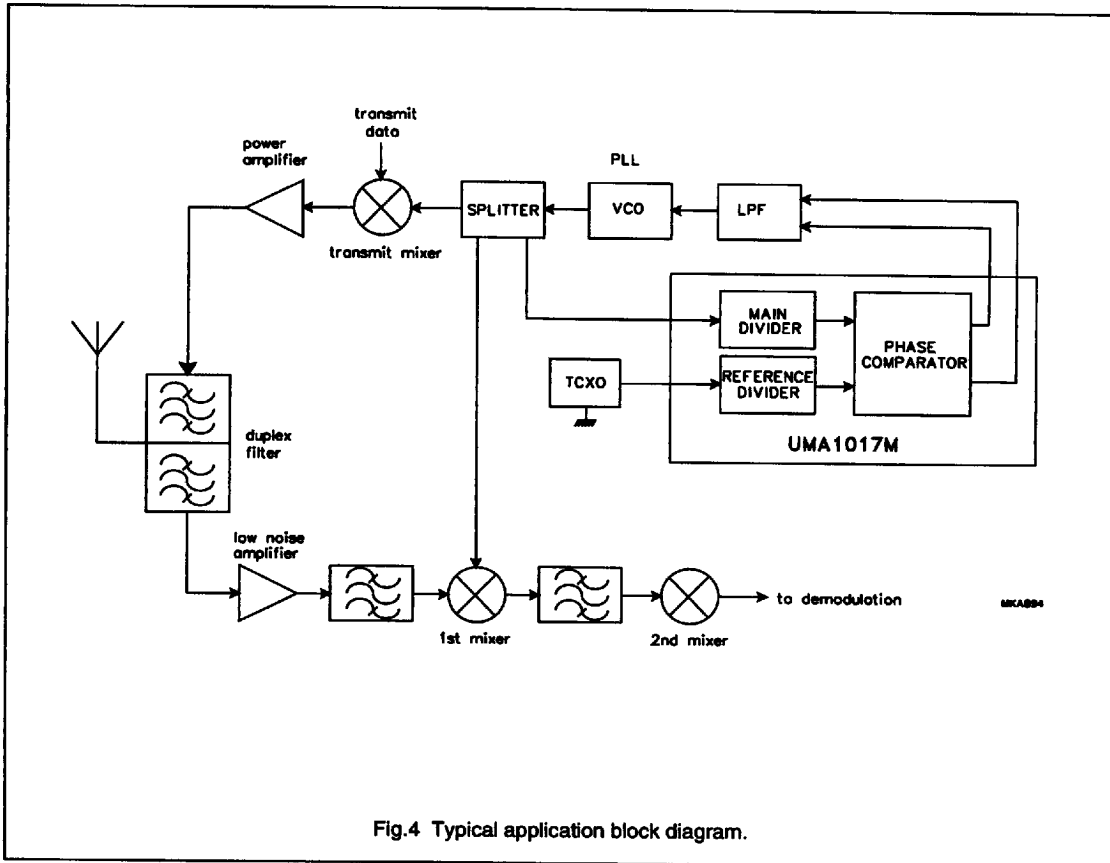 transmit
data
power
amplifier
PLL
SPLITTER
VCO
LPF
transmit mixer
MAIN
DIVIDER
PHASE
COMPARATOR
TCXO
REFERENCE
DIVIDER
UMA1017M
duplex
filter
low noise
amplifier
1st mixer
2nd mixer
to demodulation
Fig.4 Typical application block diagram.